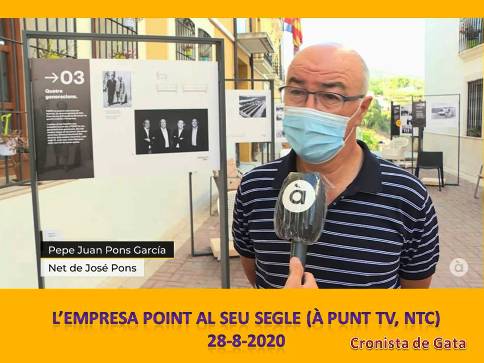 →03
Quatre
generacions.
à
Pepe Juan Pons García
Net de José Pons
à
L'EMPRESA POINT AL SEU SEGLE (À PUNT TV, NTC)
28-8-2020
Cronista de Gata